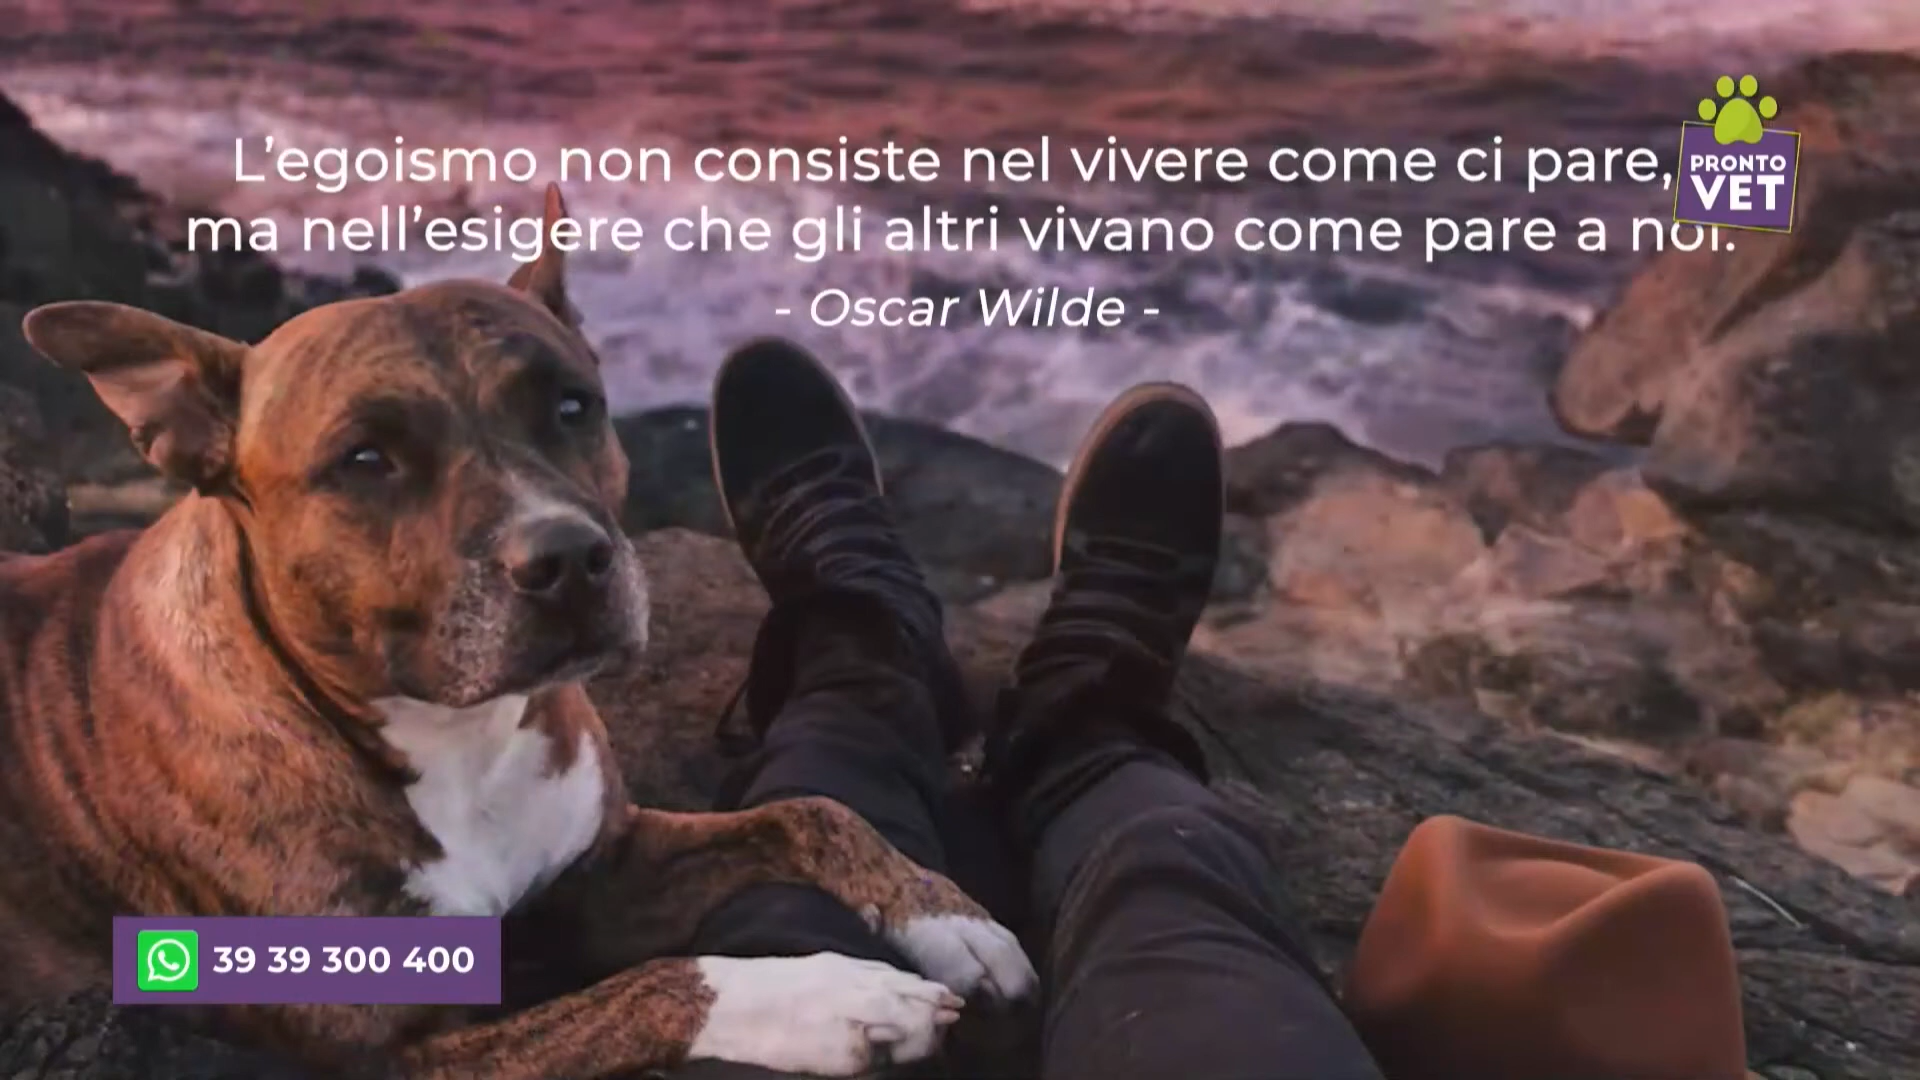 L’egoismo non consiste nel vivere come ci pare,
ma nell’esigere che gli altri vivano come pare a noi.
- Oscar Wilde -
PRONTO
VET
39 39 300 400